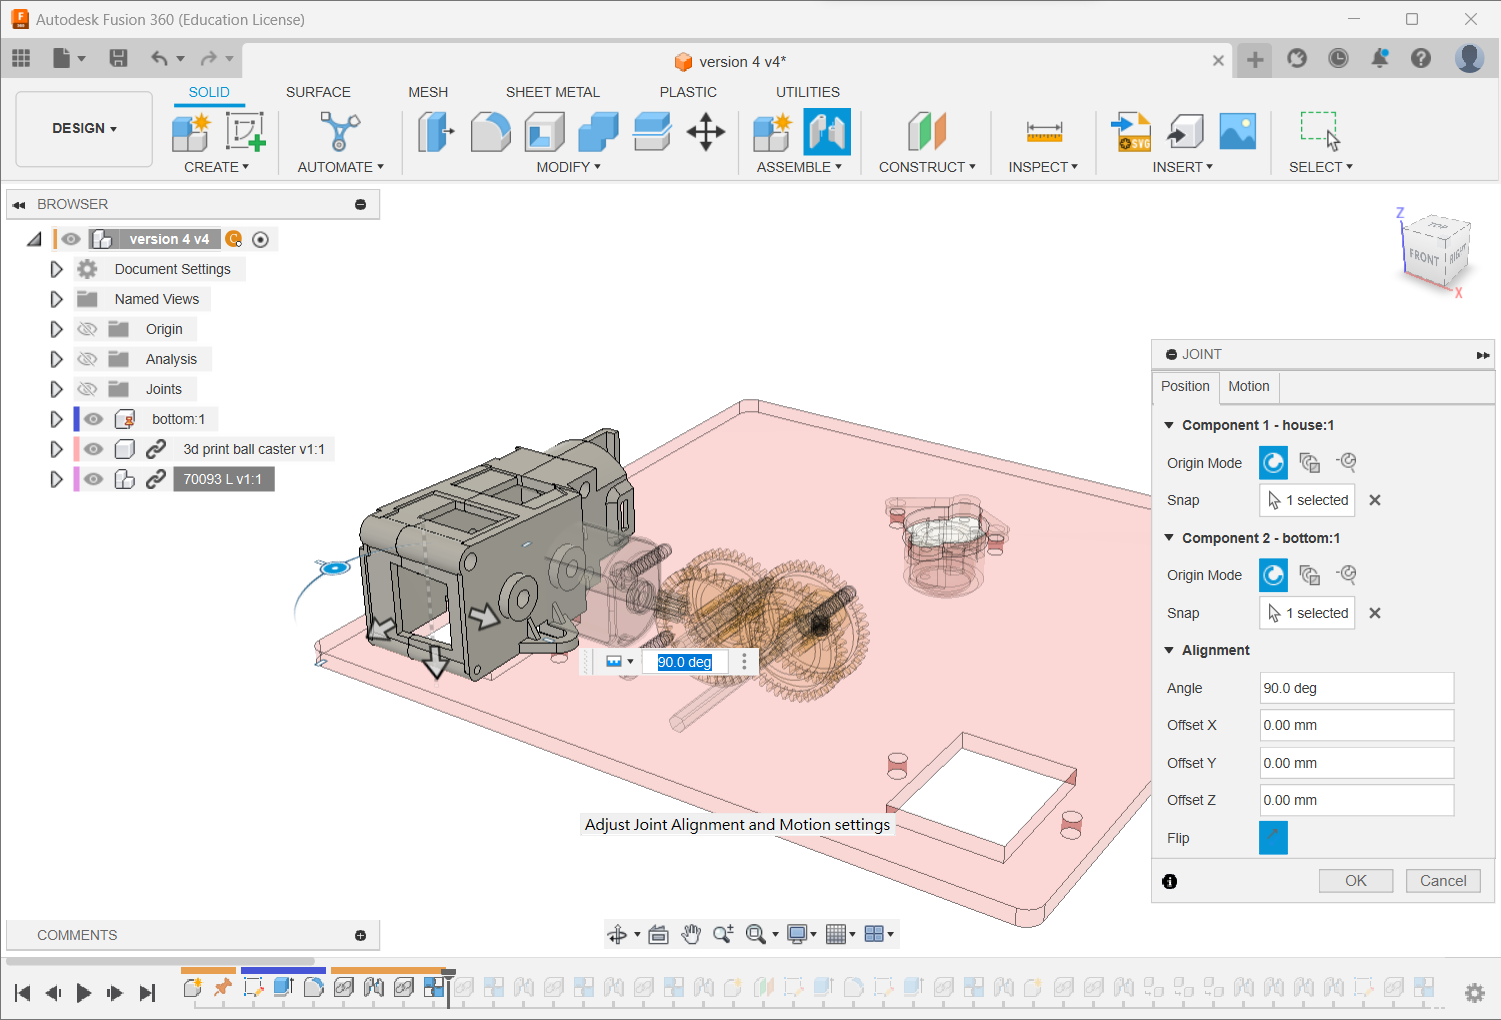 Autodesk Fusion 360 (Education License)
version 4 v4*
SOLID SURFACE MESH SHEET METAL PLASTIC UTILITIES
DESIGN
CREATE AUTOMATE MODIFY ASSEMBLE CONSTRUCT INSPECT INSERT SELECT
SVG
BROWSER
version 4 v4
Document Settings
Named Views
Origin
Analysis
Joints
bottom:1
3d print ball caster v1:1
70093 L v1:1
Z
TOP
FRONT
RIGHT
X
90.0 deg
Adjust Joint Alignment and Motion settings
JOINT
Position Motion
Component 1 - house:1
Origin Mode
Snap 1 selected
Component 2 - bottom:1
Origin Mode
Snap 1 selected
Alignment
Angle 90.0 deg
Offset X 0.00 mm
Offset Y 0.00 mm
Offset Z 0.00 mm
Flip
OK Cancel
COMMENTS